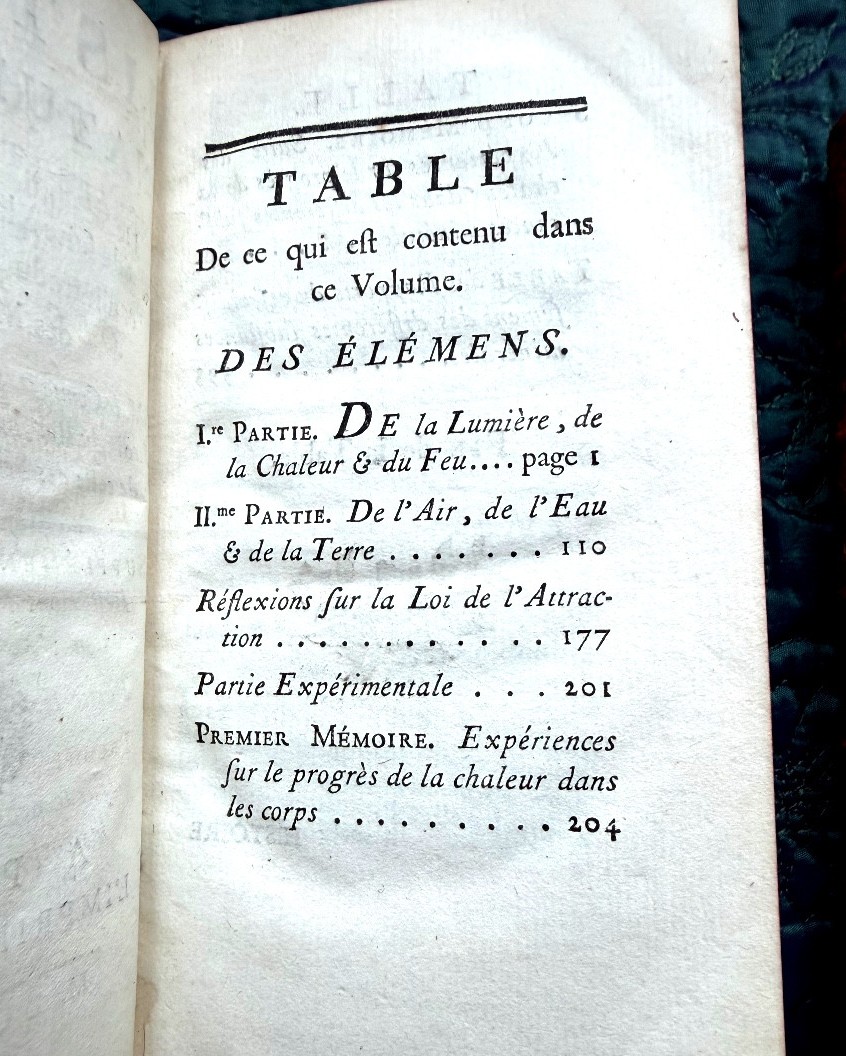 TABLE
De ce qui eſt contenu dans
ce Volume.
DES ÉLÉMENS.
I.re PARTIE. DE la Lumière, de
la Chaleur & du Feu.... page 1
II.me PARTIE. De l'Air, de l'Eau
& de la Terre ....... 110
Réflexions ſur la Loi de l'Attrac-
tion ............ 177
Partie Expérimentale ... 201
PREMIER MÉMOIRE. Expériences
ſur le progrès de la chaleur dans
les corps .......... 204